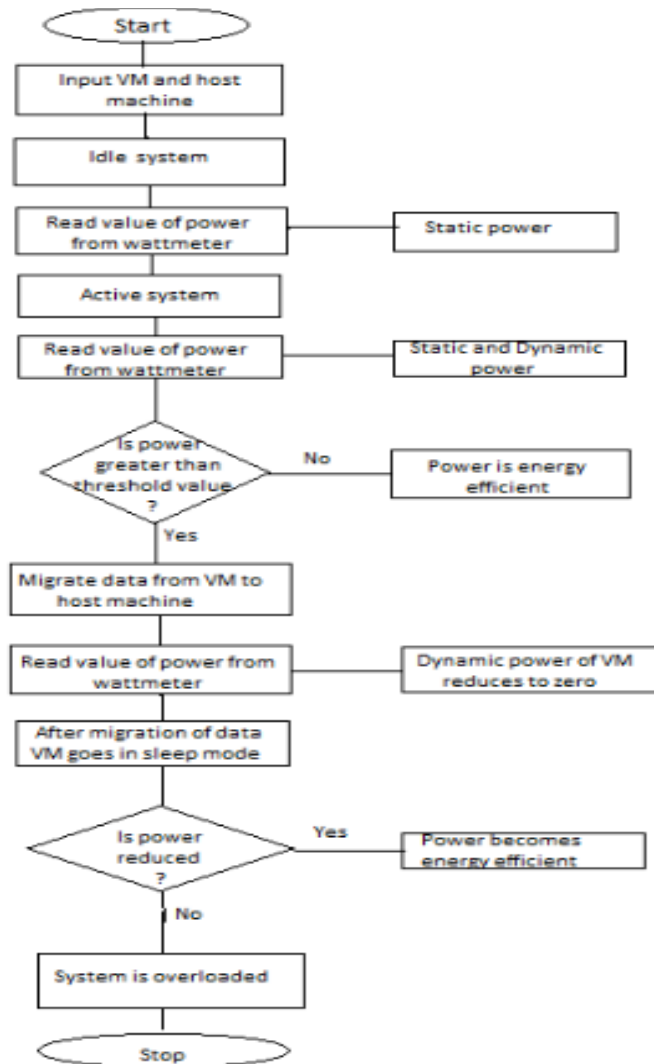 Start
Input VM and host
machine
Idle system
Read value of power
from wattmeter
Static power
Active system
Read value of power
from wattmeter
Static and Dynamic
power
Is power
greater than
threshold value
?
No
Power is energy
efficient
Yes
Migrate data from VM to
host machine
Read value of power from
wattmeter
Dynamic power of VM
reduces to zero
After migration of data
VM goes in sleep mode
Is power
reduced
?
Yes
Power becomes
energy efficient
No
System is overloaded
Stop